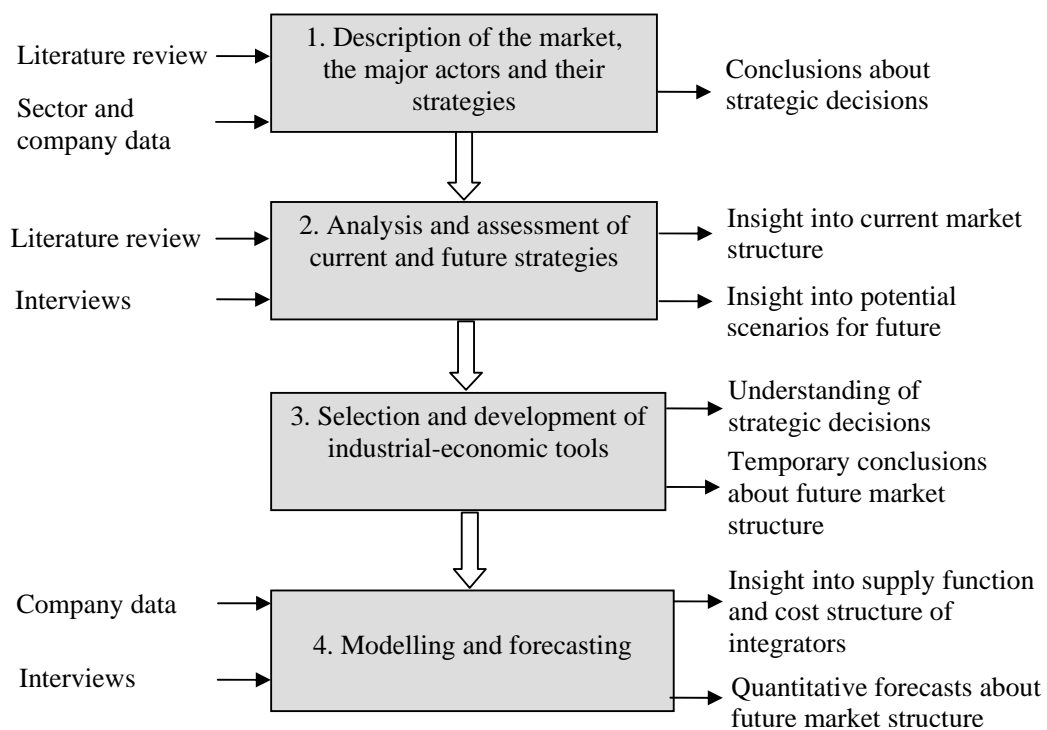 Literature review
Sector and
company data
1. Description of the market,
the major actors and their
strategies
Conclusions about
strategic decisions
Literature review
Interviews
2. Analysis and assessment of
current and future strategies
Insight into current market
structure
Insight into potential
scenarios for future
3. Selection and development of
industrial-economic tools
Understanding of
strategic decisions
Temporary conclusions
about future market
structure
Company data
Interviews
4. Modelling and forecasting
Insight into supply function
and cost structure of
integrators
Quantitative forecasts about
future market structure